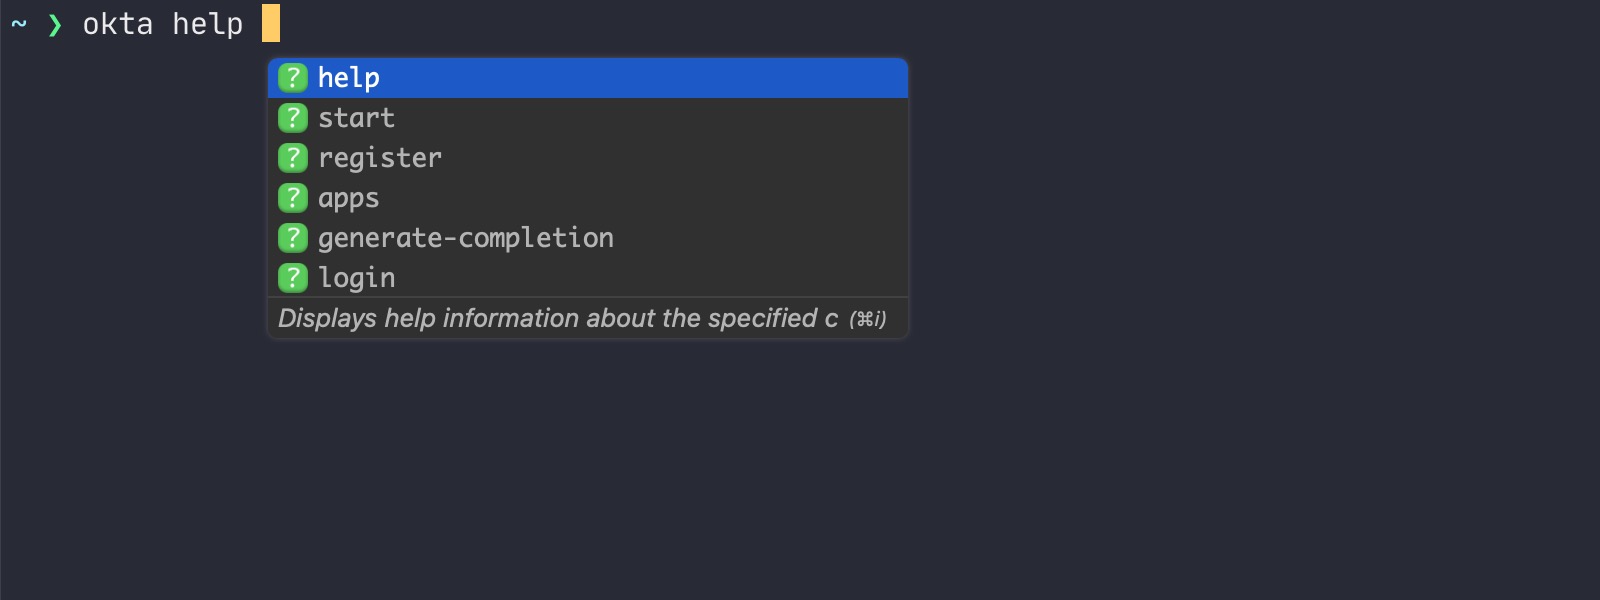 ~ ❯ okta help
? help
? start
? register
? apps
? generate-completion
? login
Displays help information about the specified c (⌘i)